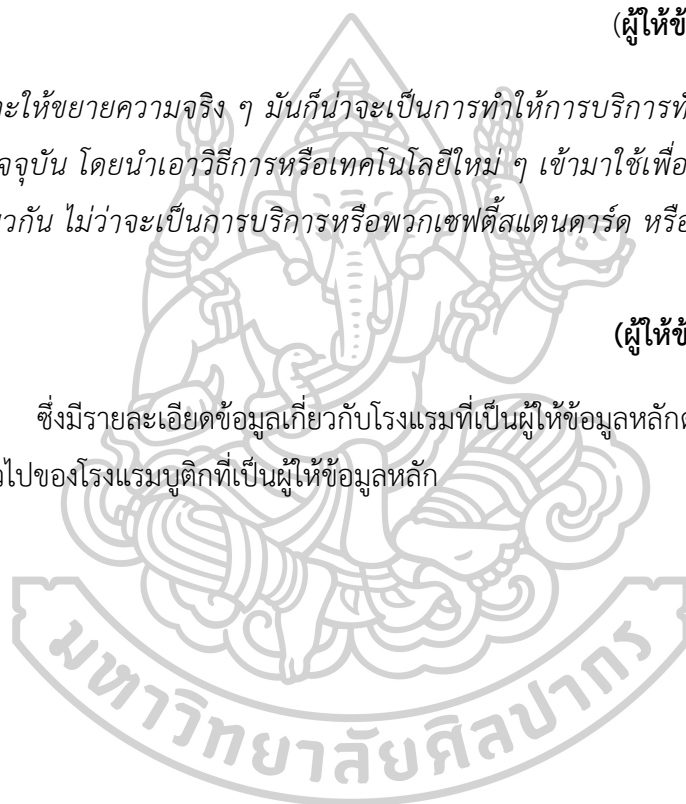 (ผู้ให้ข้
ะให้ขยายความจริง ๆ มันก็น่าจะเป็นการทำให้การบริการทั
จจุบัน โดยนำเอาวิธีการหรือเทคโนโลยีใหม่ ๆ เข้ามาใช้เพื่อ
วกัน ไม่ว่าจะเป็นการบริการหรือพวกเซฟตี้สแตนดาร์ด หรือ
(ผู้ให้ข้
ซึ่งมีรายละเอียดข้อมูลเกี่ยวกับโรงแรมที่เป็นผู้ให้ข้อมูลหลัก
ไปของโรงแรมบูติกที่เป็นผู้ให้ข้อมูลหลัก
มหาวิทยาลัยศิลปากร